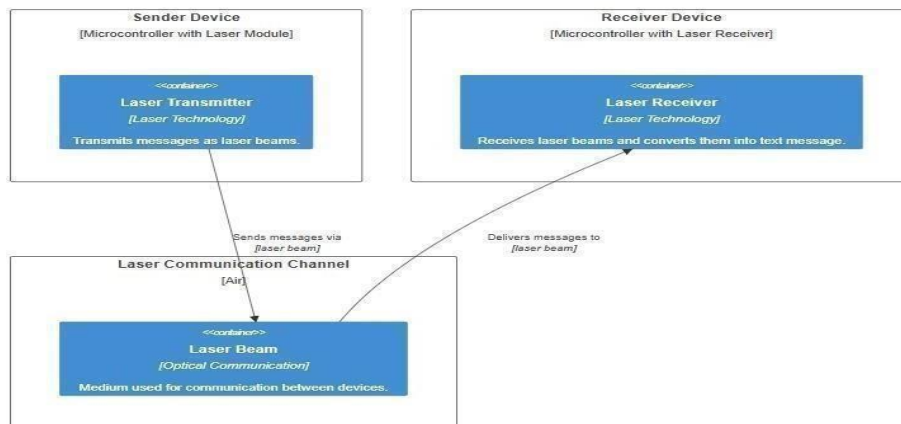 Sender Device
[Microcontroller with Laser Module]
<<container>>
Laser Transmitter
[Laser Technology]
Transmits messages as laser beams.
Receiver Device
[Microcontroller with Laser Receiver]
<<container>>
Laser Receiver
[Laser Technology]
Receives laser beams and converts them into text message.
Sends messages via
[laser beam]
Delivers messages to
[laser beam]
Laser Communication Channel
[Air]
<<container>>
Laser Beam
[Optical Communication]
Medium used for communication between devices.